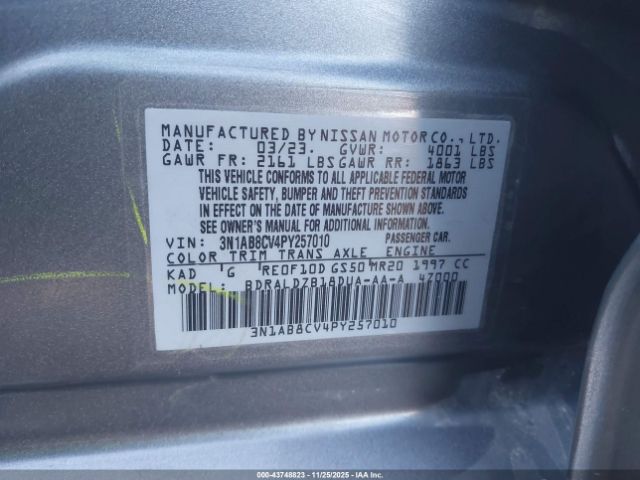 MANUFACTURED BY NISSAN MOTOR CO., LTD.
DATE: 03/23. GVWR: 4001 LBS
GAWR FR: 2161 LBS GAWR RR: 1863 LBS
THIS VEHICLE CONFORMS TO ALL APPLICABLE FEDERAL MOTOR
VEHICLE SAFETY, BUMPER AND THEFT PREVENTION STANDARDS
IN EFFECT ON THE DATE OF MANUFACTURE SHOWN ABOVE.
SEE OWNER'S MANUAL FOR ADDITIONAL INFORMATION.
VIN: 3N1AB8CV4PY257010 PASSENGER CAR.
COLOR TRIM TRANS AXLE ENGINE
KAD 'G 'RE0F10D GS50 MR20 1997 CC
MODEL: BDRALDZB18DUA-AA-A 47000
3N1AB8CV4PY257010
000-43748823 - 11/25/2025 - COPYRIGHT © 2025 IAA, LLC